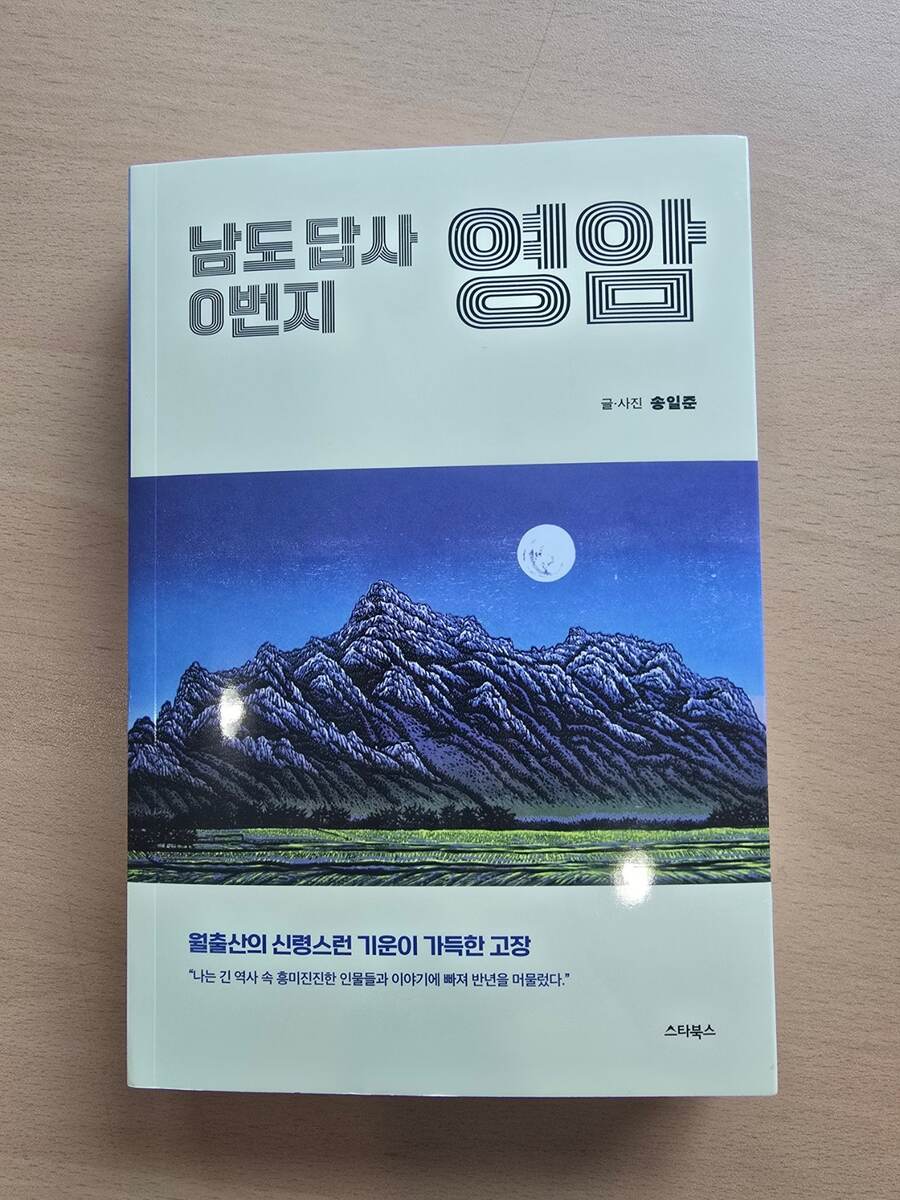 남도 답사
0번지
영암
글·사진 송일준
월출산의 신령스런 기운이 가득한 고장
“나는 긴 역사 속 흥미진진한 인물들과 이야기에 빠져 반년을 머물렀다.”
스타북스